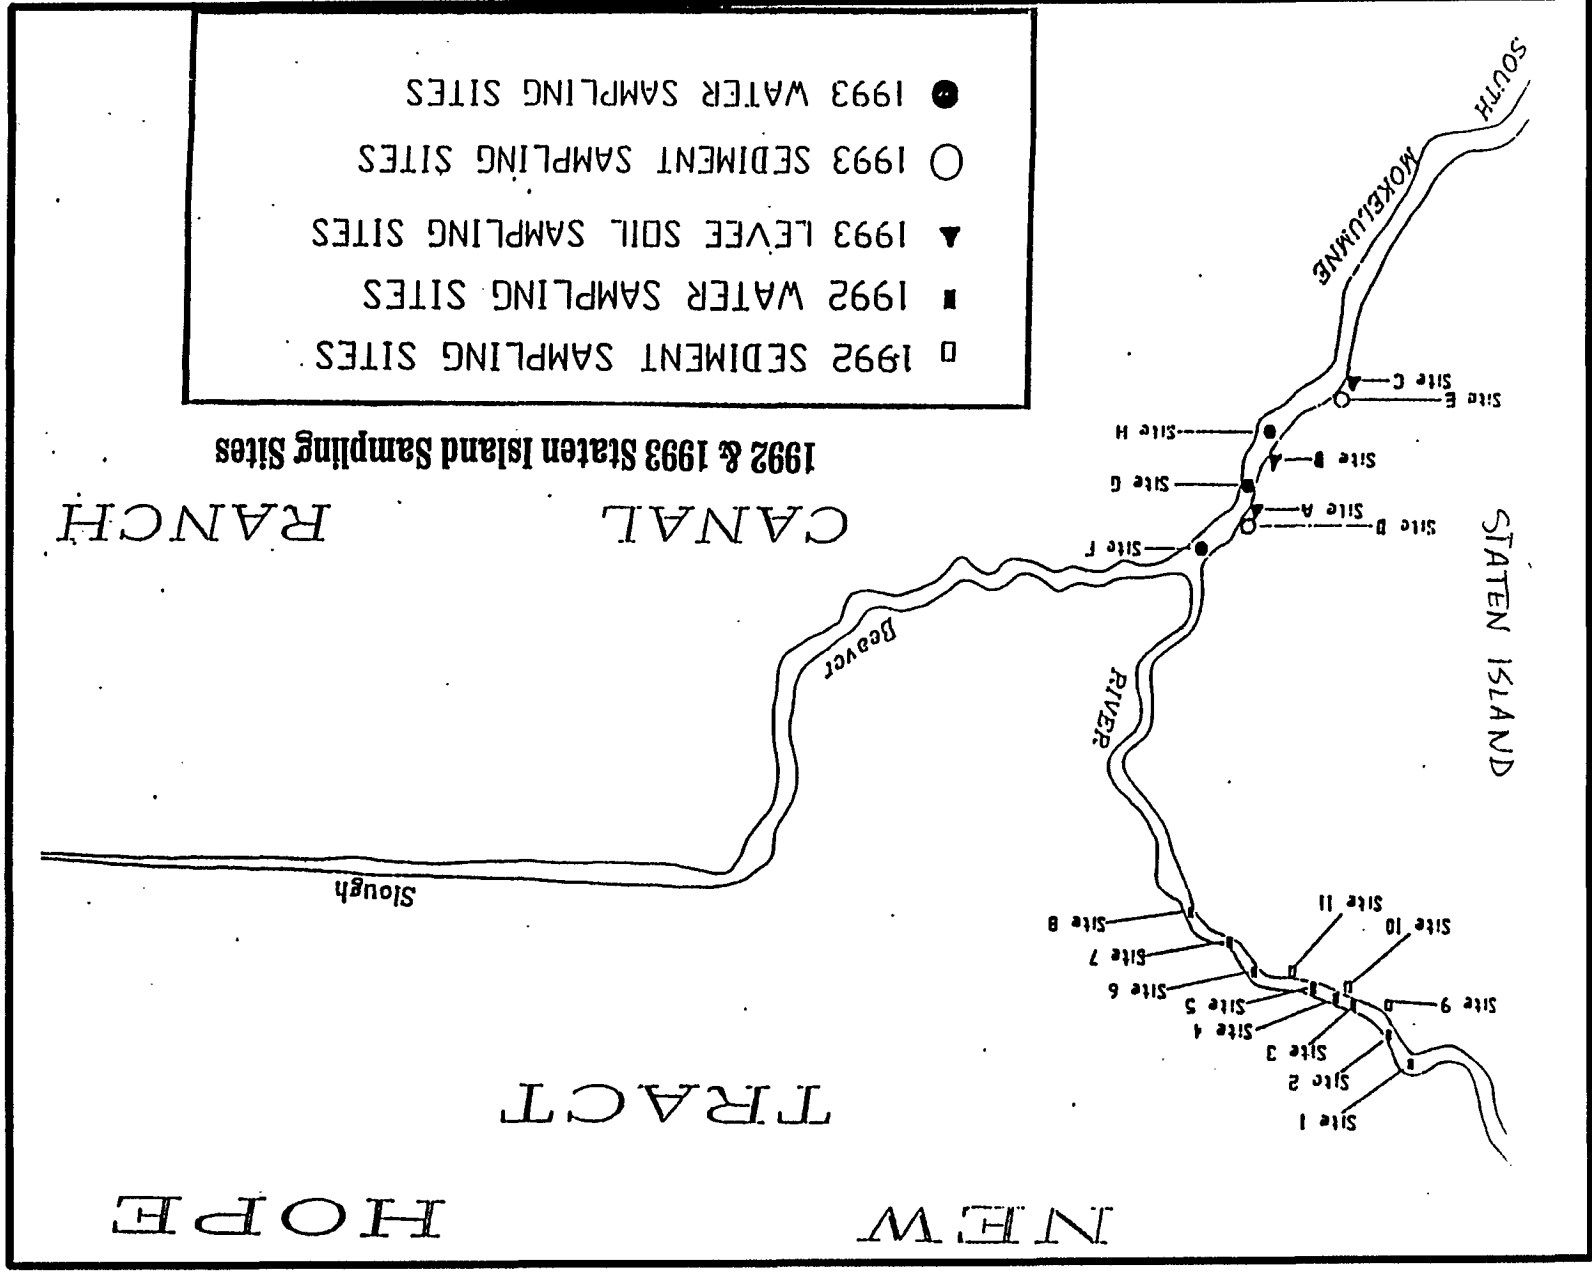 NEW HOPE
TRACT
Site 1
Site 2
Site 3
Site 4
Site 5
Site 6
Site 7
Site 8
Site 9
Site 10
Site 11
Slough
Beaver
RIVER
STATEN ISLAND
CANAL RANCH
Site F
Site D
Site A
Site G
Site B
Site H
Site E
Site C
MOKELUMNE
SOUTH
1992 & 1993 Staten Island Sampling Sites
1992 SEDIMENT SAMPLING SITES
1992 WATER SAMPLING SITES
1993 LEVEE SOIL SAMPLING SITES
1993 SEDIMENT SAMPLING SITES
1993 WATER SAMPLING SITES